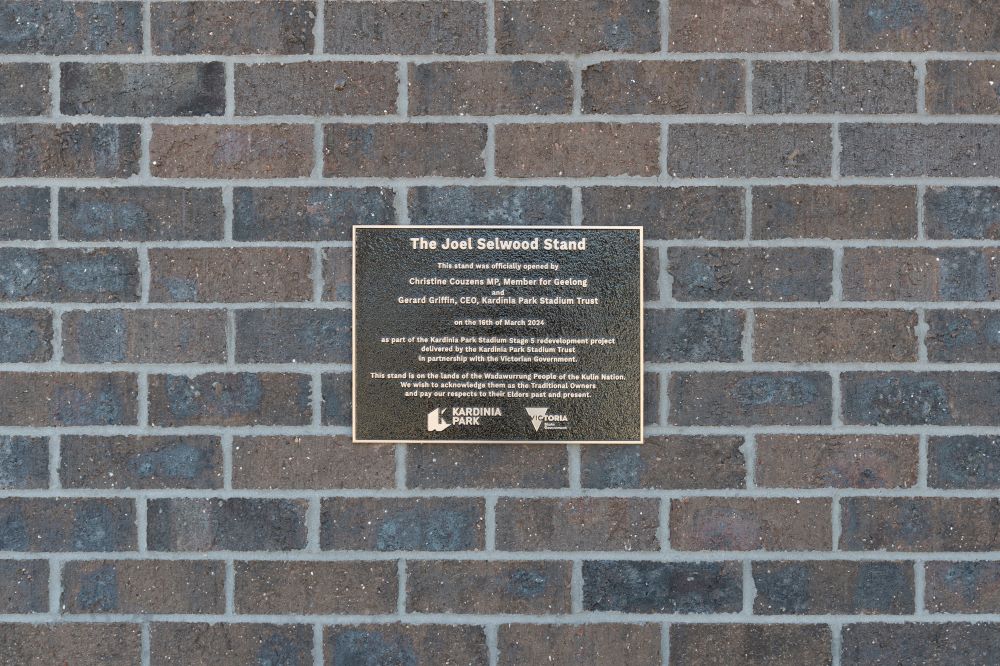 The Joel Selwood Stand
This stand was officially opened by
Christine Couzens MP, Member for Geelong
and
Gerard Griffin, CEO, Kardinia Park Stadium Trust
on the 16th of March 2024
as part of the Kardinia Park Stadium Stage 5 redevelopment project
delivered by the Kardinia Park Stadium Trust
in partnership with the Victorian Government.
This stand is on the lands of the Wadawurrung People of the Kulin Nation.
We wish to acknowledge them as the Traditional Owners
and pay our respects to their Elders past and present.
KARDINIA
PARK
VICTORIA
State
Government